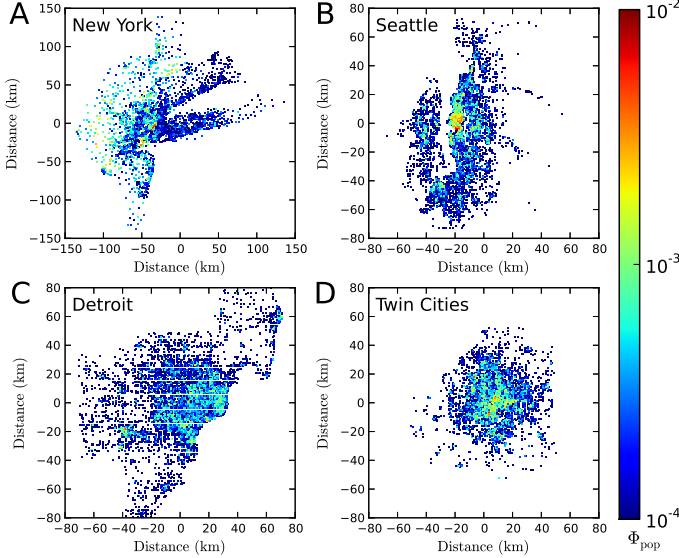 A
New York
150
100
50
0
−50
−100
−150
−150 −100 −50 0 50 100 150
Distance (km)
Distance (km)
B
Seattle
80
60
40
20
0
−20
−40
−60
−80
−80 −60 −40 −20 0 20 40 60 80
Distance (km)
Distance (km)
C
Detroit
80
60
40
20
0
−20
−40
−60
−80
−80 −60 −40 −20 0 20 40 60 80
Distance (km)
Distance (km)
D
Twin Cities
80
60
40
20
0
−20
−40
−60
−80
−80 −60 −40 −20 0 20 40 60 80
Distance (km)
Distance (km)
10⁻²
10⁻³
10⁻⁴
Φpop